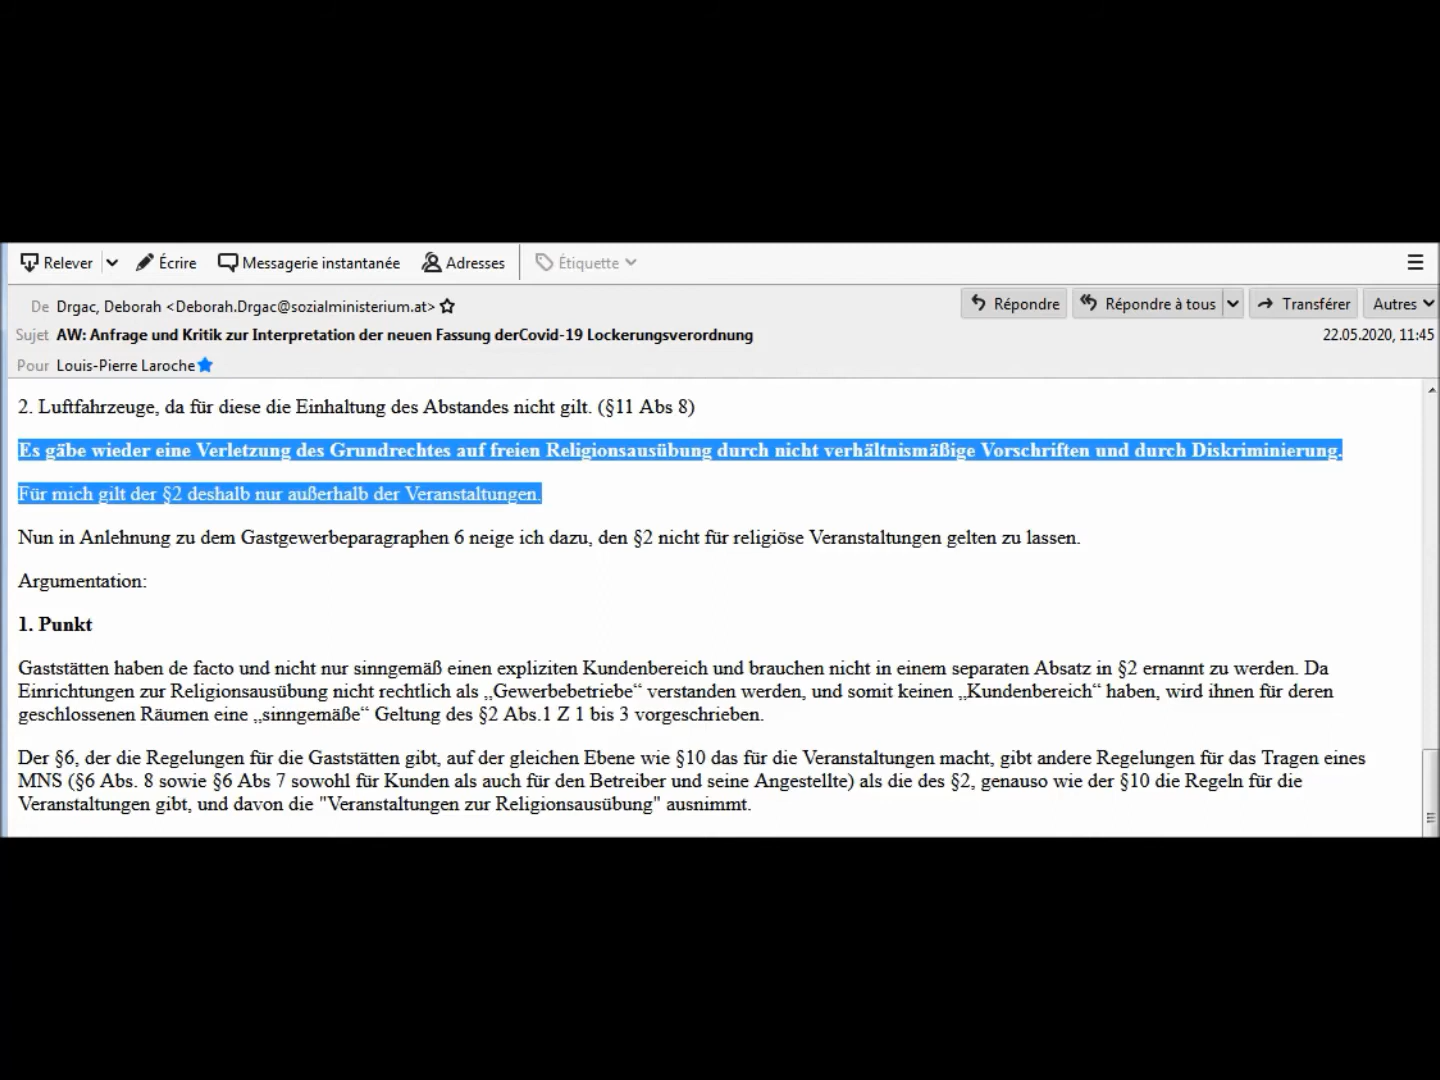 Relever Écrire Messagerie instantanée Adresses Étiquette
De Drgac, Deborah <Deborah.Drgac@sozialministerium.at> Répondre Répondre à tous Transférer Autres
Sujet AW: Anfrage und Kritik zur Interpretation der neuen Fassung derCovid-19 Lockerungsverordnung 22.05.2020, 11:45
Pour Louis-Pierre Laroche
2. Luftfahrzeuge, da für diese die Einhaltung des Abstandes nicht gilt. (§11 Abs 8)
Es gäbe wieder eine Verletzung des Grundrechtes auf freien Religionsausübung durch nicht verhältnismäßige Vorschriften und durch Diskriminierung.
Für mich gilt der §2 deshalb nur außerhalb der Veranstaltungen.
Nun in Anlehnung zu dem Gastgewerbeparagraphen 6 neige ich dazu, den §2 nicht für religiöse Veranstaltungen gelten zu lassen.
Argumentation:
1. Punkt
Gaststätten haben de facto und nicht nur sinngemäß einen expliziten Kundenbereich und brauchen nicht in einem separaten Absatz in §2 ernannt zu werden. Da
Einrichtungen zur Religionsausübung nicht rechtlich als „Gewerbebetriebe“ verstanden werden, und somit keinen „Kundenbereich“ haben, wird ihnen für deren
geschlossenen Räumen eine „sinngemäße“ Geltung des §2 Abs.1 Z 1 bis 3 vorgeschrieben.
Der §6, der die Regelungen für die Gaststätten gibt, auf der gleichen Ebene wie §10 das für die Veranstaltungen macht, gibt andere Regelungen für das Tragen eines
MNS (§6 Abs. 8 sowie §6 Abs 7 sowohl für Kunden als auch für den Betreiber und seine Angestellte) als die des §2, genauso wie der §10 die Regeln für die
Veranstaltungen gibt, und davon die "Veranstaltungen zur Religionsausübung" ausnimmt.